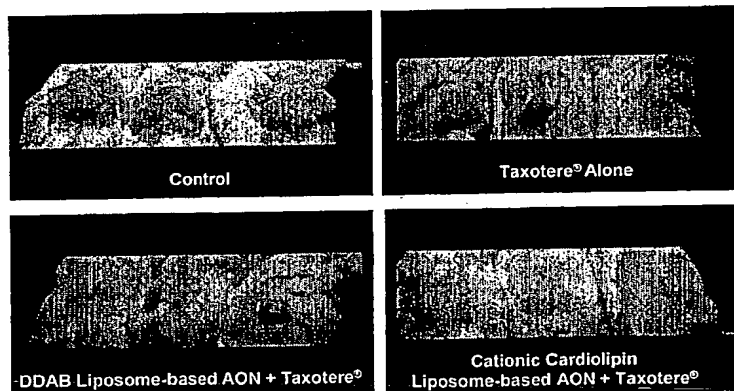 Control
Taxotere® Alone
DDAB Liposome-based AON + Taxotere®
Cationic Cardiolipin
Liposome-based AON + Taxotere®